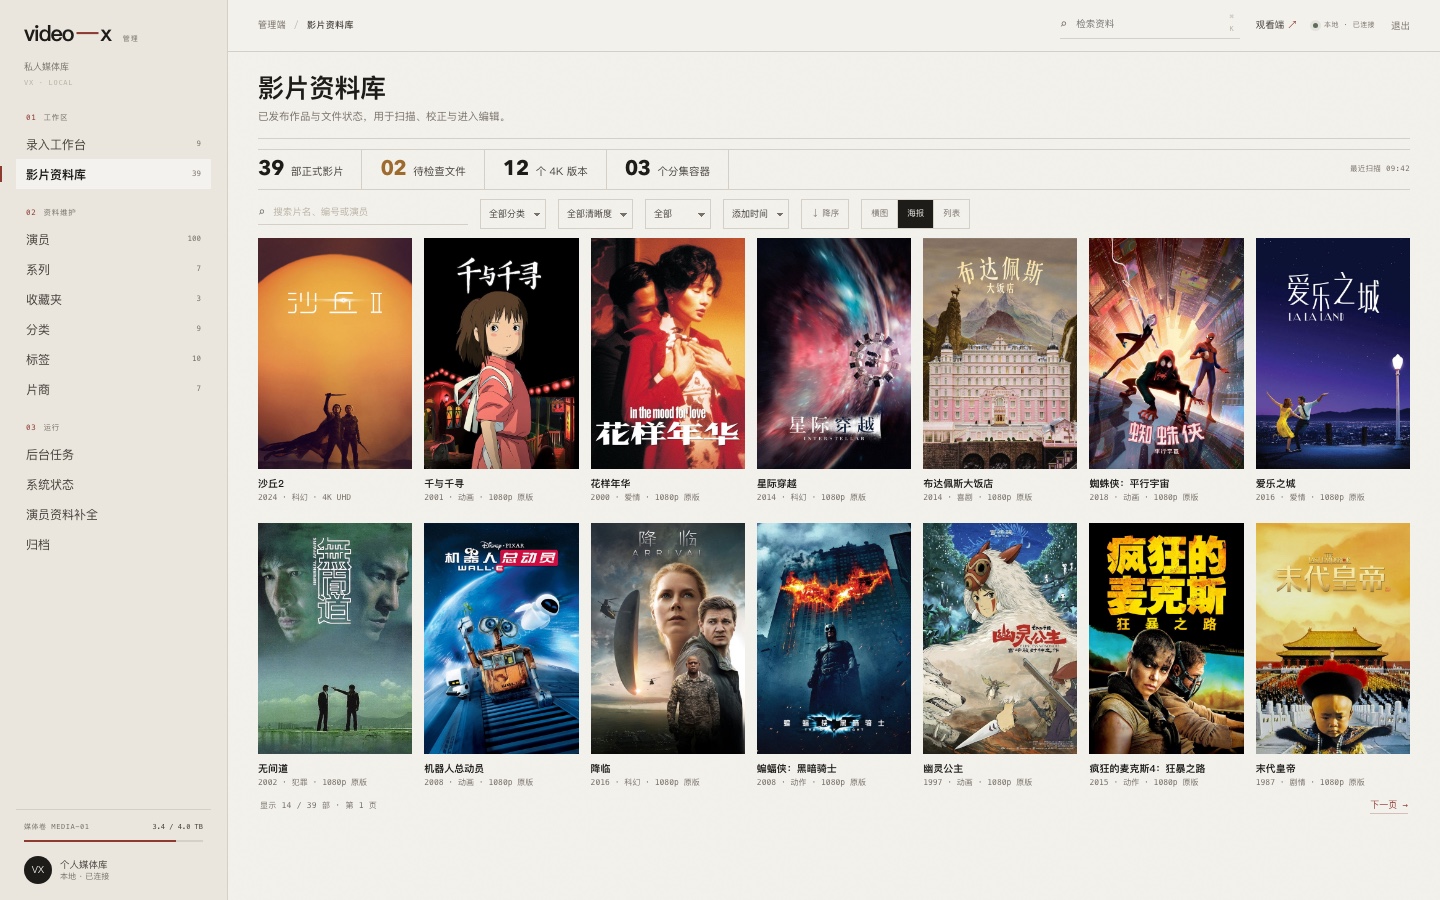 video—x 管理
私人媒体库
VX · LOCAL
01 工作区
录入工作台 9
影片资料库 39
02 资料维护
演员 100
系列 7
收藏夹 3
分类 9
标签 10
片商 7
03 运行
后台任务
系统状态
演员资料补全
归档
媒体卷 MEDIA-01 3.4 / 4.0 TB
VX
个人媒体库
本地 · 已连接
管理端 / 影片资料库
检索资料
观看端 ↗
本地 · 已连接
退出
影片资料库
已发布作品与文件状态，用于扫描、校正与进入编辑。
39 部正式影片
02 待检查文件
12 个 4K 版本
03 个分集容器
最近扫描 09:42
搜索片名、编号或演员
全部分类
全部清晰度
全部
添加时间
↓ 降序
横图
海报
列表
沙丘 II
千与千寻
in the mood for love
花样年华
星际穿越
INTERSTELLAR
布达佩斯
大饭店
蜘蛛侠
平行宇宙
爱乐之城
LA LA LAND
沙丘2
2024 · 科幻 · 4K UHD
千与千寻
2001 · 动画 · 1080p 原版
花样年华
2000 · 爱情 · 1080p 原版
星际穿越
2014 · 科幻 · 1080p 原版
布达佩斯大饭店
2014 · 喜剧 · 1080p 原版
蜘蛛侠：平行宇宙
2018 · 动画 · 1080p 原版
爱乐之城
2016 · 爱情 · 1080p 原版
無間道
Disney · PIXAR
机器人总动员
WALL·E
降临
ARRIVAL
蝙蝠侠 黑暗骑士
幽灵公主
疯狂的
麦克斯
狂暴之路
末代皇帝
无间道
2002 · 犯罪 · 1080p 原版
机器人总动员
2008 · 动画 · 1080p 原版
降临
2016 · 科幻 · 1080p 原版
蝙蝠侠：黑暗骑士
2008 · 动作 · 1080p 原版
幽灵公主
1997 · 动画 · 1080p 原版
疯狂的麦克斯4：狂暴之路
2015 · 动作 · 1080p 原版
末代皇帝
1987 · 剧情 · 1080p 原版
显示 14 / 39 部 · 第 1 页
下一页 →